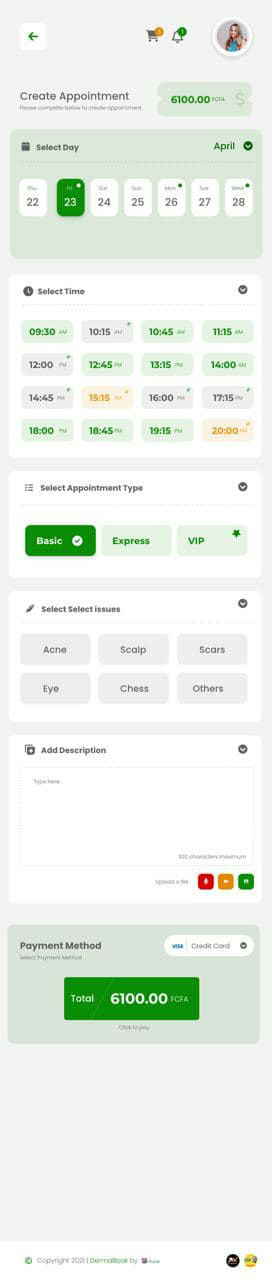 Create Appointment
Please complete below to create appointment
6100.00 FCFA $
Select Day
April
Thu Fri Sat Sun Mon Tue Wed
22 23 24 25 26 27 28
Select Time
09:30 AM 10:15 AM 10:45 AM 11:15 AM
12:00 PM 12:45 PM 13:15 PM 14:00 AM
14:45 PM 15:15 PM 16:00 PM 17:15 PM
18:00 PM 18:45 PM 19:15 PM 20:00 PM
Select Appointment Type
Basic Express VIP
Select Select issues
Acne Scalp Scars
Eye Chess Others
Add Description
Type here..
300 characters maximum
Upload a file :
Payment Method
Select Payment Method
VISA Credit Card
Total 6100.00 FCFA
Click to pay
© Copyright 2021 | DermaBook by